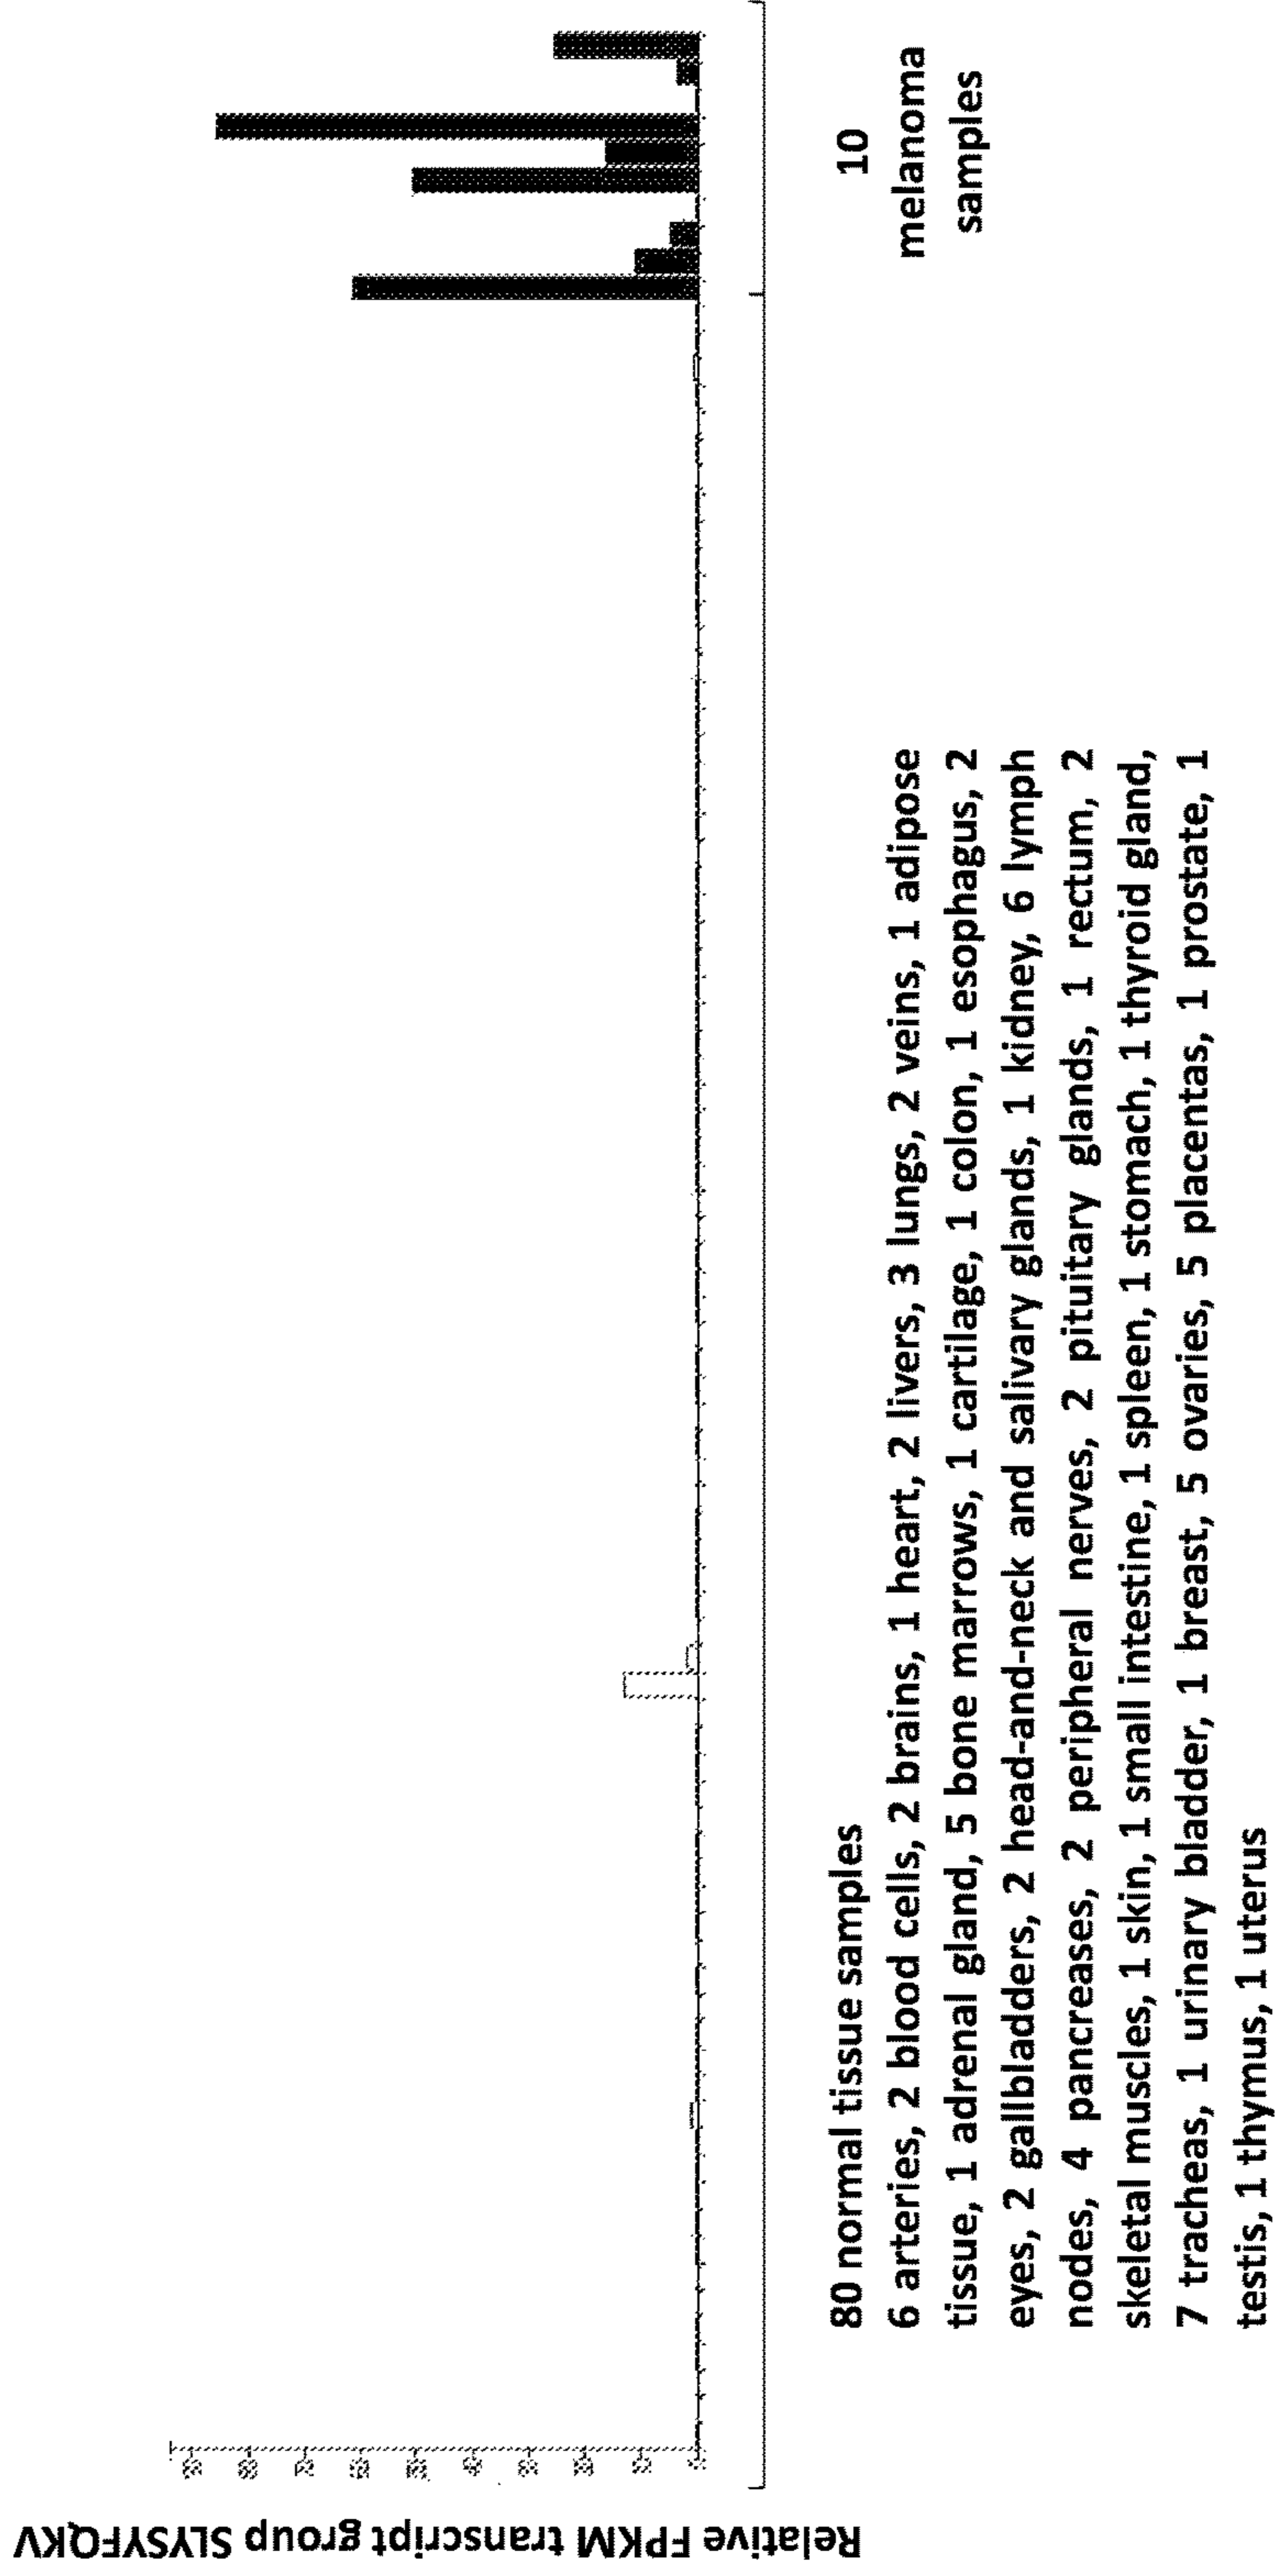 Relative FPKM transcript group SLYSYFQKV
80 normal tissue samples
6 arteries, 2 blood cells, 2 brains, 1 heart, 2 livers, 3 lungs, 2 veins, 1 adipose
tissue, 1 adrenal gland, 5 bone marrows, 1 cartilage, 1 colon, 1 esophagus, 2
eyes, 2 gallbladders, 2 head-and-neck and salivary glands, 1 kidney, 6 lymph
nodes, 4 pancreases, 2 peripheral nerves, 2 pituitary glands, 1 rectum, 2
skeletal muscles, 1 skin, 1 small intestine, 1 spleen, 1 stomach, 1 thyroid gland,
7 tracheas, 1 urinary bladder, 1 breast, 5 ovaries, 5 placentas, 1 prostate, 1
testis, 1 thymus, 1 uterus
10
melanoma
samples